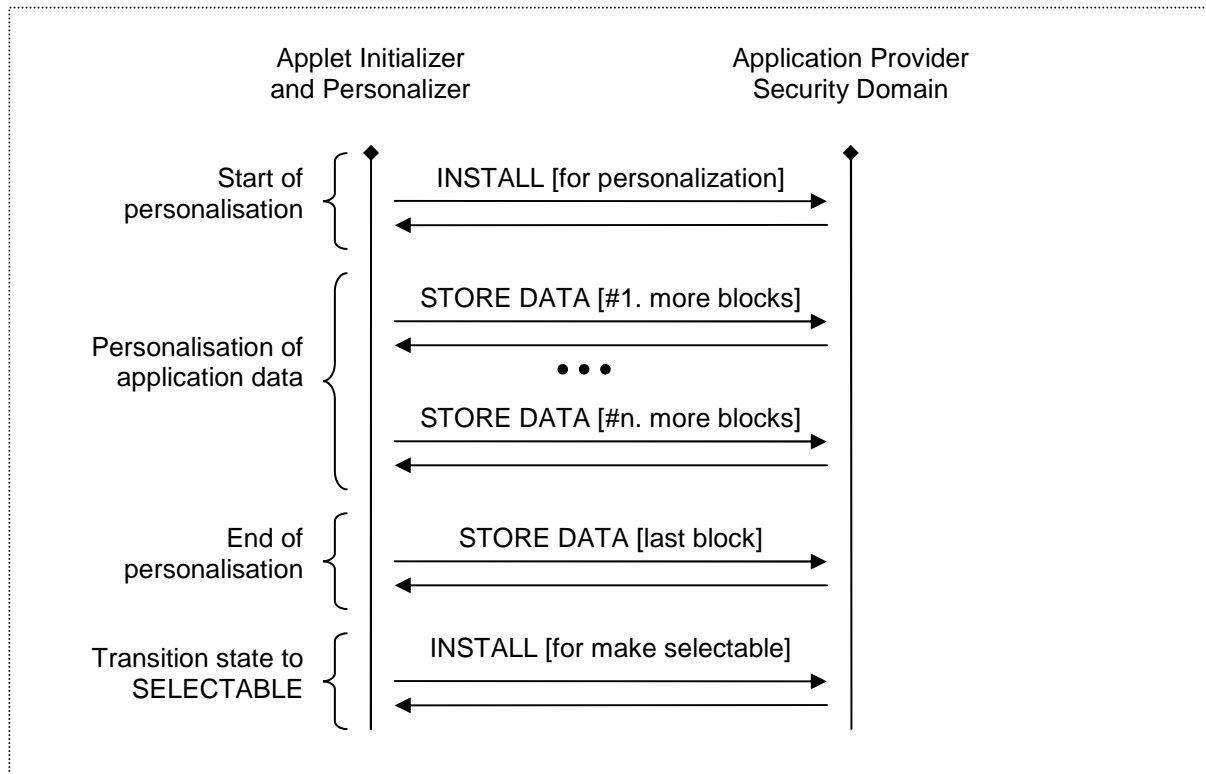 Applet Initializer
and Personalizer
Application Provider
Security Domain
Start of
personalisation
INSTALL [for personalization]
Personalisation of
application data
STORE DATA [#1. more blocks]
STORE DATA [#n. more blocks]
End of
personalisation
STORE DATA [last block]
Transition state to
SELECTABLE
INSTALL [for make selectable]